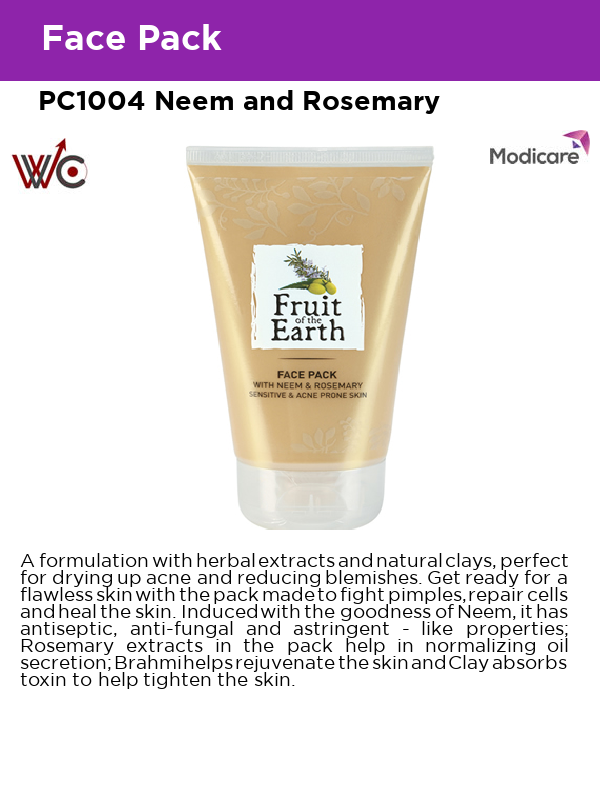 Face Pack
PC1004 Neem and Rosemary
WC
Modicare
Fruit
of the
Earth
FACE PACK
WITH NEEM & ROSEMARY
SENSITIVE & ACNE PRONE SKIN
A formulation with herbal extracts and natural clays, perfect
for drying up acne and reducing blemishes. Get ready for a
flawless skin with the pack made to fight pimples, repair cells
and heal the skin. Induced with the goodness of Neem, it has
antiseptic, anti-fungal and astringent - like properties;
Rosemary extracts in the pack help in normalizing oil
secretion; Brahmi helps rejuvenate the skin and Clay absorbs
toxin to help tighten the skin.